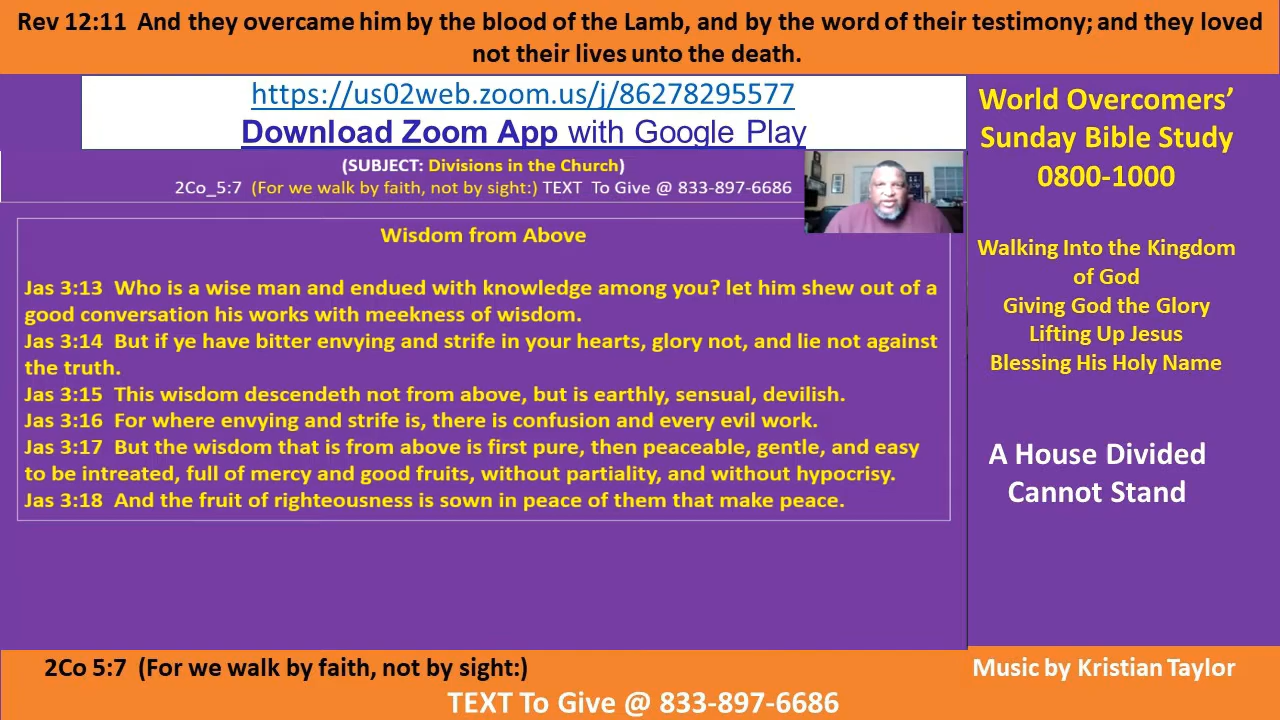 Rev 12:11  And they overcame him by the blood of the Lamb, and by the word of their testimony; and they loved
not their lives unto the death.
https://us02web.zoom.us/j/86278295577
Download Zoom App with Google Play
(SUBJECT: Divisions in the Church)
2Co_5:7  (For we walk by faith, not by sight:) TEXT  To Give @ 833-897-6686
Wisdom from Above
Jas 3:13  Who is a wise man and endued with knowledge among you? let him shew out of a
good conversation his works with meekness of wisdom.
Jas 3:14  But if ye have bitter envying and strife in your hearts, glory not, and lie not against
the truth.
Jas 3:15  This wisdom descendeth not from above, but is earthly, sensual, devilish.
Jas 3:16  For where envying and strife is, there is confusion and every evil work.
Jas 3:17  But the wisdom that is from above is first pure, then peaceable, gentle, and easy
to be intreated, full of mercy and good fruits, without partiality, and without hypocrisy.
Jas 3:18  And the fruit of righteousness is sown in peace of them that make peace.
World Overcomers’
Sunday Bible Study
0800-1000
Walking Into the Kingdom
of God
Giving God the Glory
Lifting Up Jesus
Blessing His Holy Name
A House Divided
Cannot Stand
2Co 5:7  (For we walk by faith, not by sight:)
Music by Kristian Taylor
TEXT To Give @ 833-897-6686